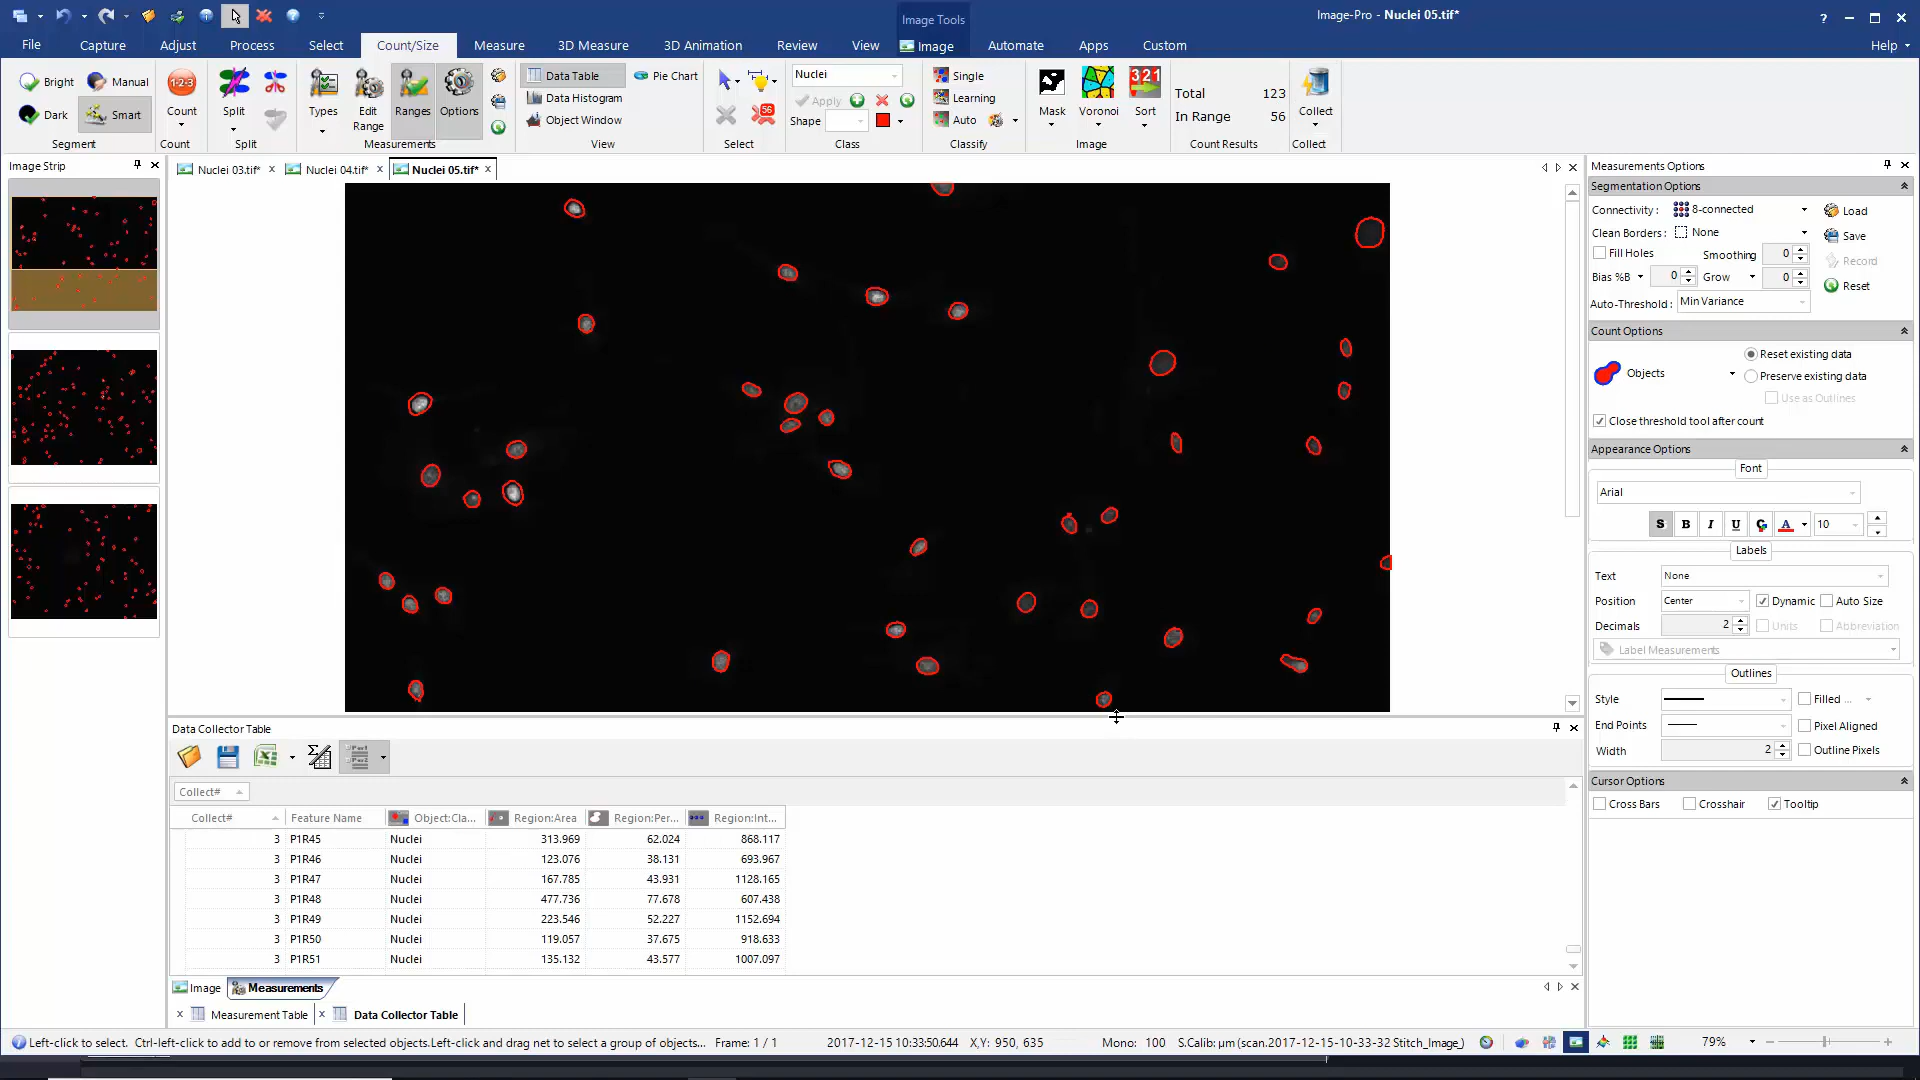 Image Tools
Image-Pro - Nuclei 05.tif*
File
Capture
Adjust
Process
Select
Count/Size
Measure
3D Measure
3D Animation
Review
View
Image
Automate
Apps
Custom
Help
Bright
Manual
Dark
Smart
Segment
1·2·3
Count
Count
Split
Split
Types
Edit
Range
Ranges
Options
Measurements
Data Table
Pie Chart
Data Histogram
Object Window
View
56
Select
Nuclei
Apply
Shape
Class
Single
Learning
Auto
Classify
Mask
Voronoi
321
Sort
Image
Total 123
In Range 56
Count Results
Collect
Collect
Image Strip
Nuclei 03.tif*
Nuclei 04.tif*
Nuclei 05.tif*
Measurements Options
Segmentation Options
Connectivity : 8-connected
Load
Clean Borders : None
Save
Fill Holes
Smoothing 0
Record
Bias %B 0
Grow 0
Reset
Auto-Threshold : Min Variance
Count Options
Objects
Reset existing data
Preserve existing data
Use as Outlines
Close threshold tool after count
Appearance Options
Font
Arial
S B I U G A 10
Labels
Text None
Position Center Dynamic Auto Size
Decimals 2 Units Abbreviation
Label Measurements
Outlines
Style Filled ...
End Points Pixel Aligned
Width 2 Outline Pixels
Cursor Options
Cross Bars Crosshair Tooltip
Data Collector Table
Collect#
Collect# Feature Name Object:Cla... Region:Area Region:Per... Region:Int...
3 P1R45 Nuclei 313.969 62.024 868.117
3 P1R46 Nuclei 123.076 38.131 693.967
3 P1R47 Nuclei 167.785 43.931 1128.165
3 P1R48 Nuclei 477.736 77.678 607.438
3 P1R49 Nuclei 223.546 52.227 1152.694
3 P1R50 Nuclei 119.057 37.675 918.633
3 P1R51 Nuclei 135.132 43.577 1007.097
Image Measurements
Measurement Table Data Collector Table
Left-click to select. Ctrl-left-click to add to or remove from selected objects.Left-click and drag net to select a group of objects... Frame: 1 / 1 2017-12-15 10:33:50.644 X,Y: 950, 635 Mono: 100 S.Calib: µm (scan.2017-12-15-10-33-32 Stitch_Image_) 79%